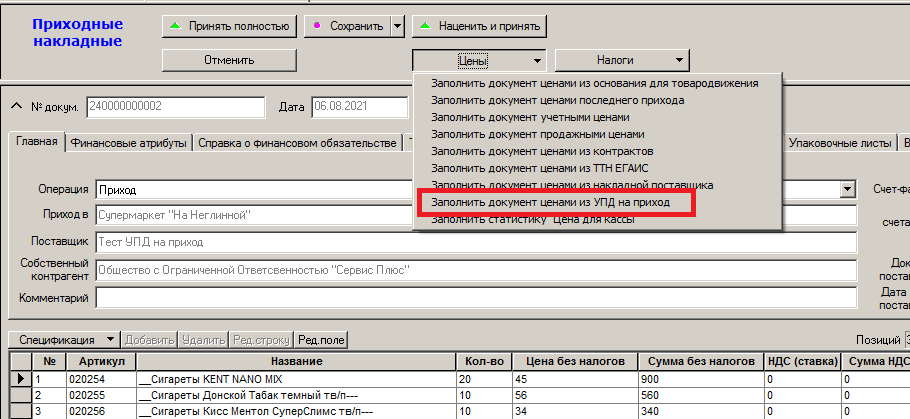 Приходные накладные
Принять полностью
Сохранить
Наценить и принять
Отменить
Цены
Налоги
Заполнить документ ценами из основания для товародвижения
Заполнить документ ценами последнего прихода
Заполнить документ учетными ценами
Заполнить документ продажными ценами
Заполнить документ ценами из контрактов
Заполнить документ ценами из ТТН ЕГАИС
Заполнить документ ценами из накладной поставщика
Заполнить документ ценами из УПД на приход
Заполнить статистику "Цена для кассы"
№ докум. 240000000002 Дата 06.08.2021
Главная Финансовые атрибуты Справка о финансовом обязательстве Упаковочные листы
Операция Приход Счет-фа
Приход в Супермаркет "На Неглинной" счета
Поставщик Тест УПД на приход
Собственный контрагент Общество с Ограниченной Ответсвенностью "Сервис Плюс" Док поста
Комментарий Дата поста
Спецификация Добавить Удалить Ред.строку Ред.поле Позиций 3
№ Артикул Название Кол-во Цена без налогов Сумма без налогов НДС (ставка) Сумма НДС
1 020254 __Сигареты KENT NANO MIX 20 45 900 0 0
2 020255 __Сигареты Донской Табак темный тв/п--- 10 56 560 0 0
3 020256 __Сигареты Кисс Ментол СуперСлимс тв/п--- 10 34 340 0 0